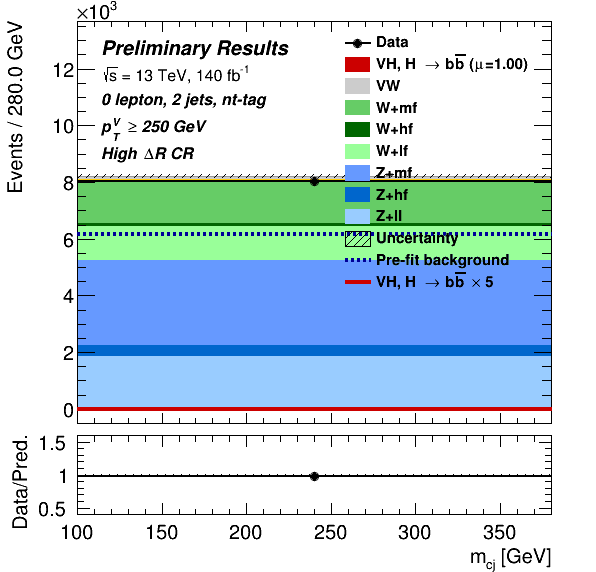 ×10³
Events / 280.0 GeV
12
10
8
6
4
2
0
Preliminary Results
√s = 13 TeV, 140 fb⁻¹
0 lepton, 2 jets, nt-tag
p_T^V ≥ 250 GeV
High ΔR CR
Data
VH, H → bb̅ (μ=1.00)
VW
W+mf
W+hf
W+lf
Z+mf
Z+hf
Z+ll
Uncertainty
Pre-fit background
VH, H → bb̅ × 5
Data/Pred.
1.5
1
0.5
100 150 200 250 300 350
m_cj [GeV]